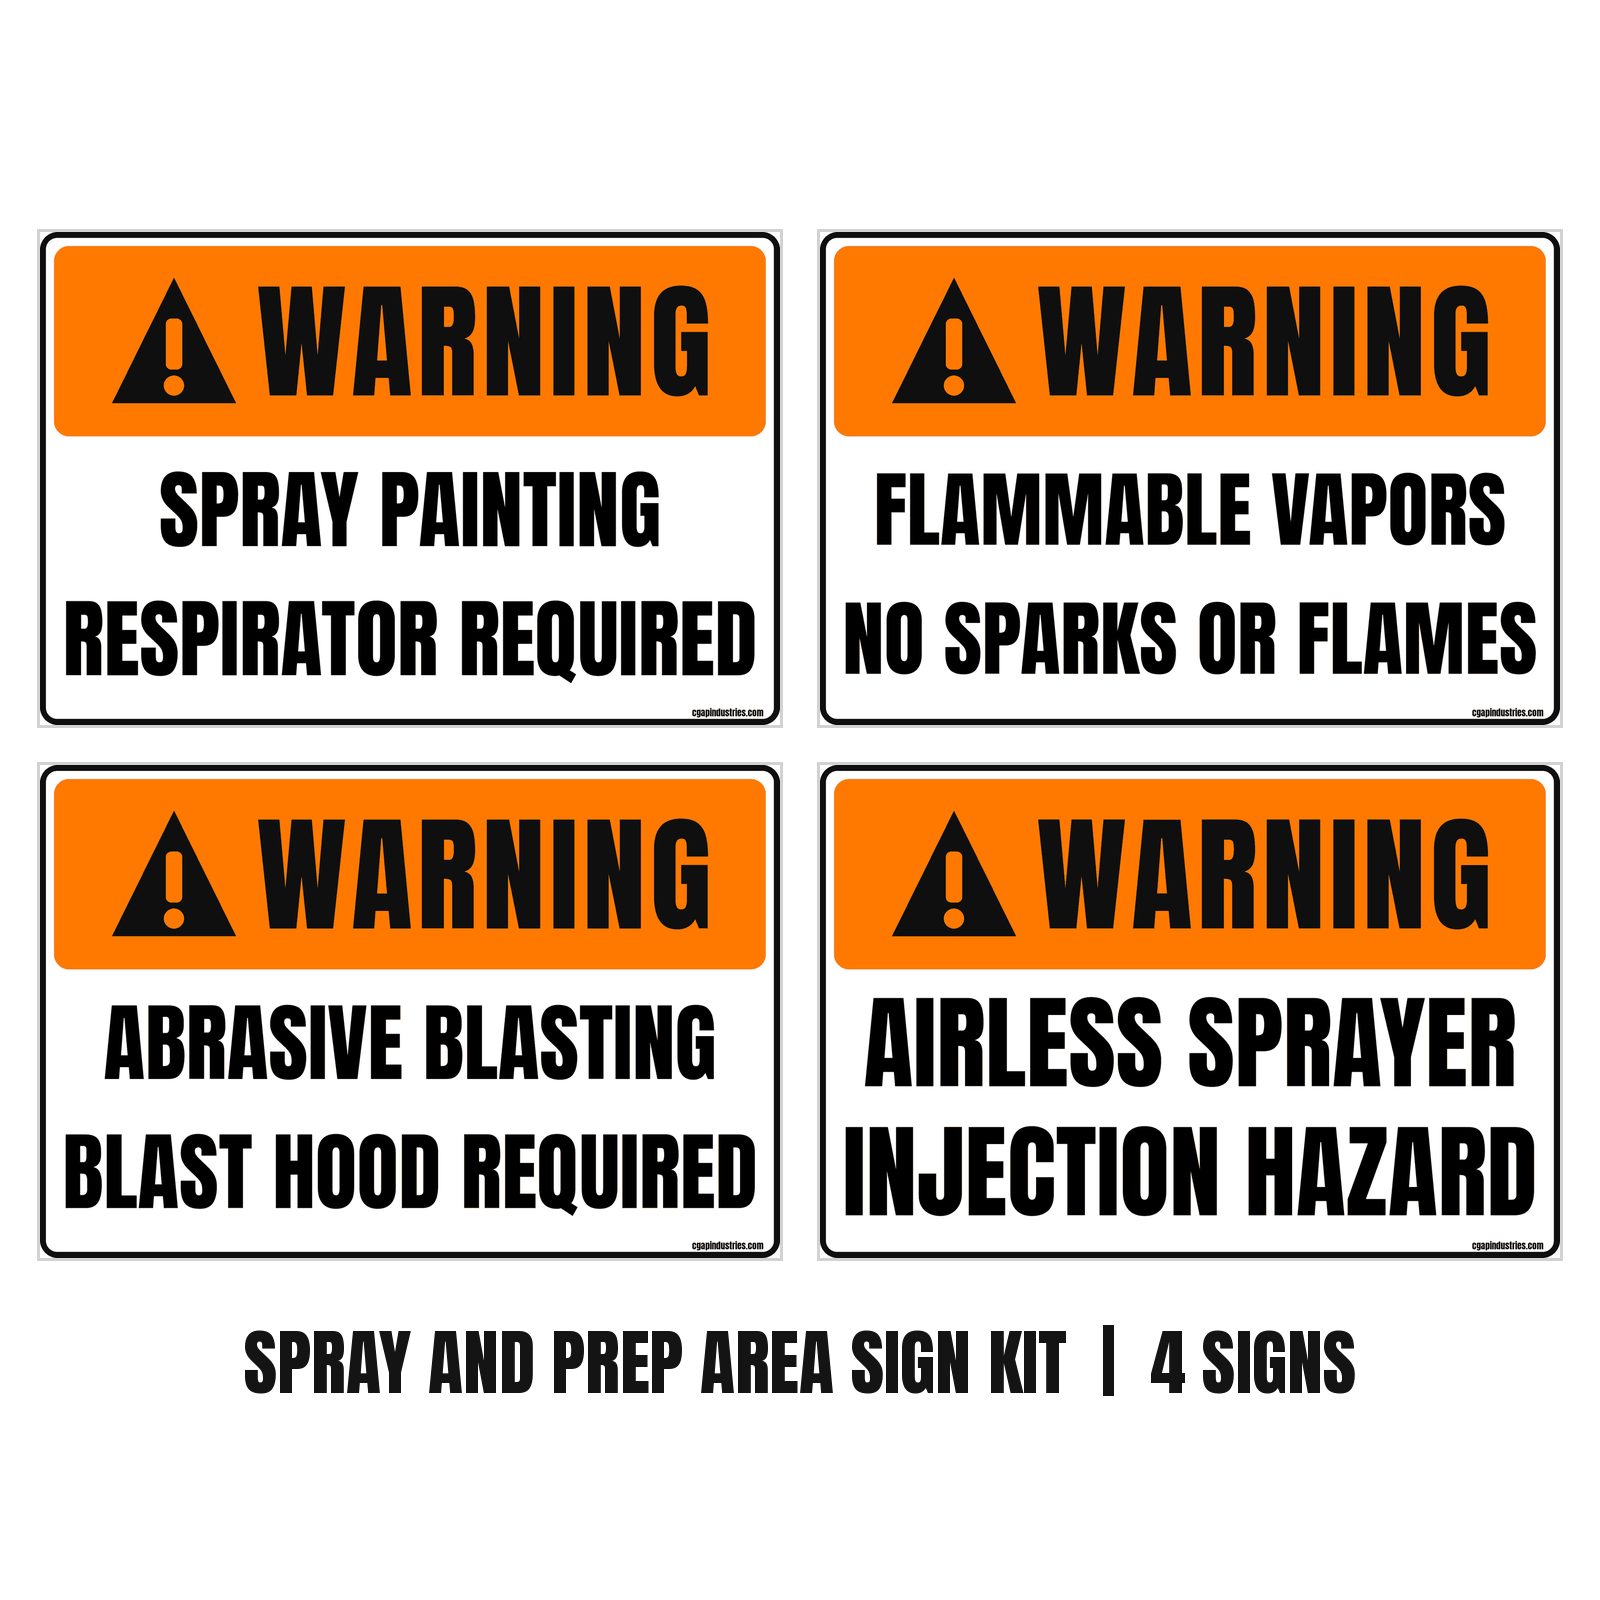 WARNING
SPRAY PAINTING
RESPIRATOR REQUIRED
cgapindustries.com
WARNING
FLAMMABLE VAPORS
NO SPARKS OR FLAMES
cgapindustries.com
WARNING
ABRASIVE BLASTING
BLAST HOOD REQUIRED
cgapindustries.com
WARNING
AIRLESS SPRAYER
INJECTION HAZARD
cgapindustries.com
SPRAY AND PREP AREA SIGN KIT | 4 SIGNS